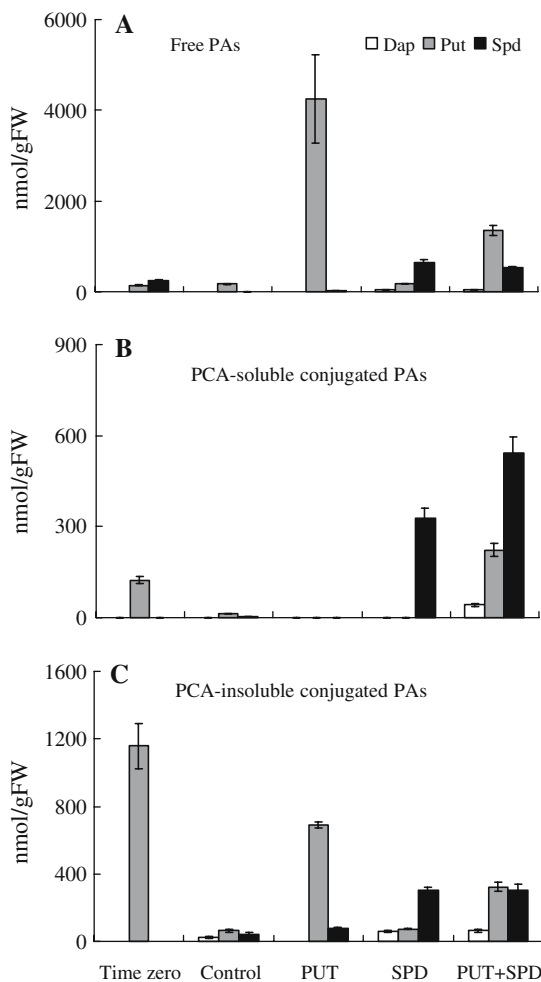 A
Free PAs
Dap Put Spd
nmol/gFW
6000
4000
2000
0
B
PCA-soluble conjugated PAs
nmol/gFW
900
600
300
0
C
PCA-insoluble conjugated PAs
nmol/gFW
1600
1200
800
400
0
Time zero Control PUT SPD PUT+SPD